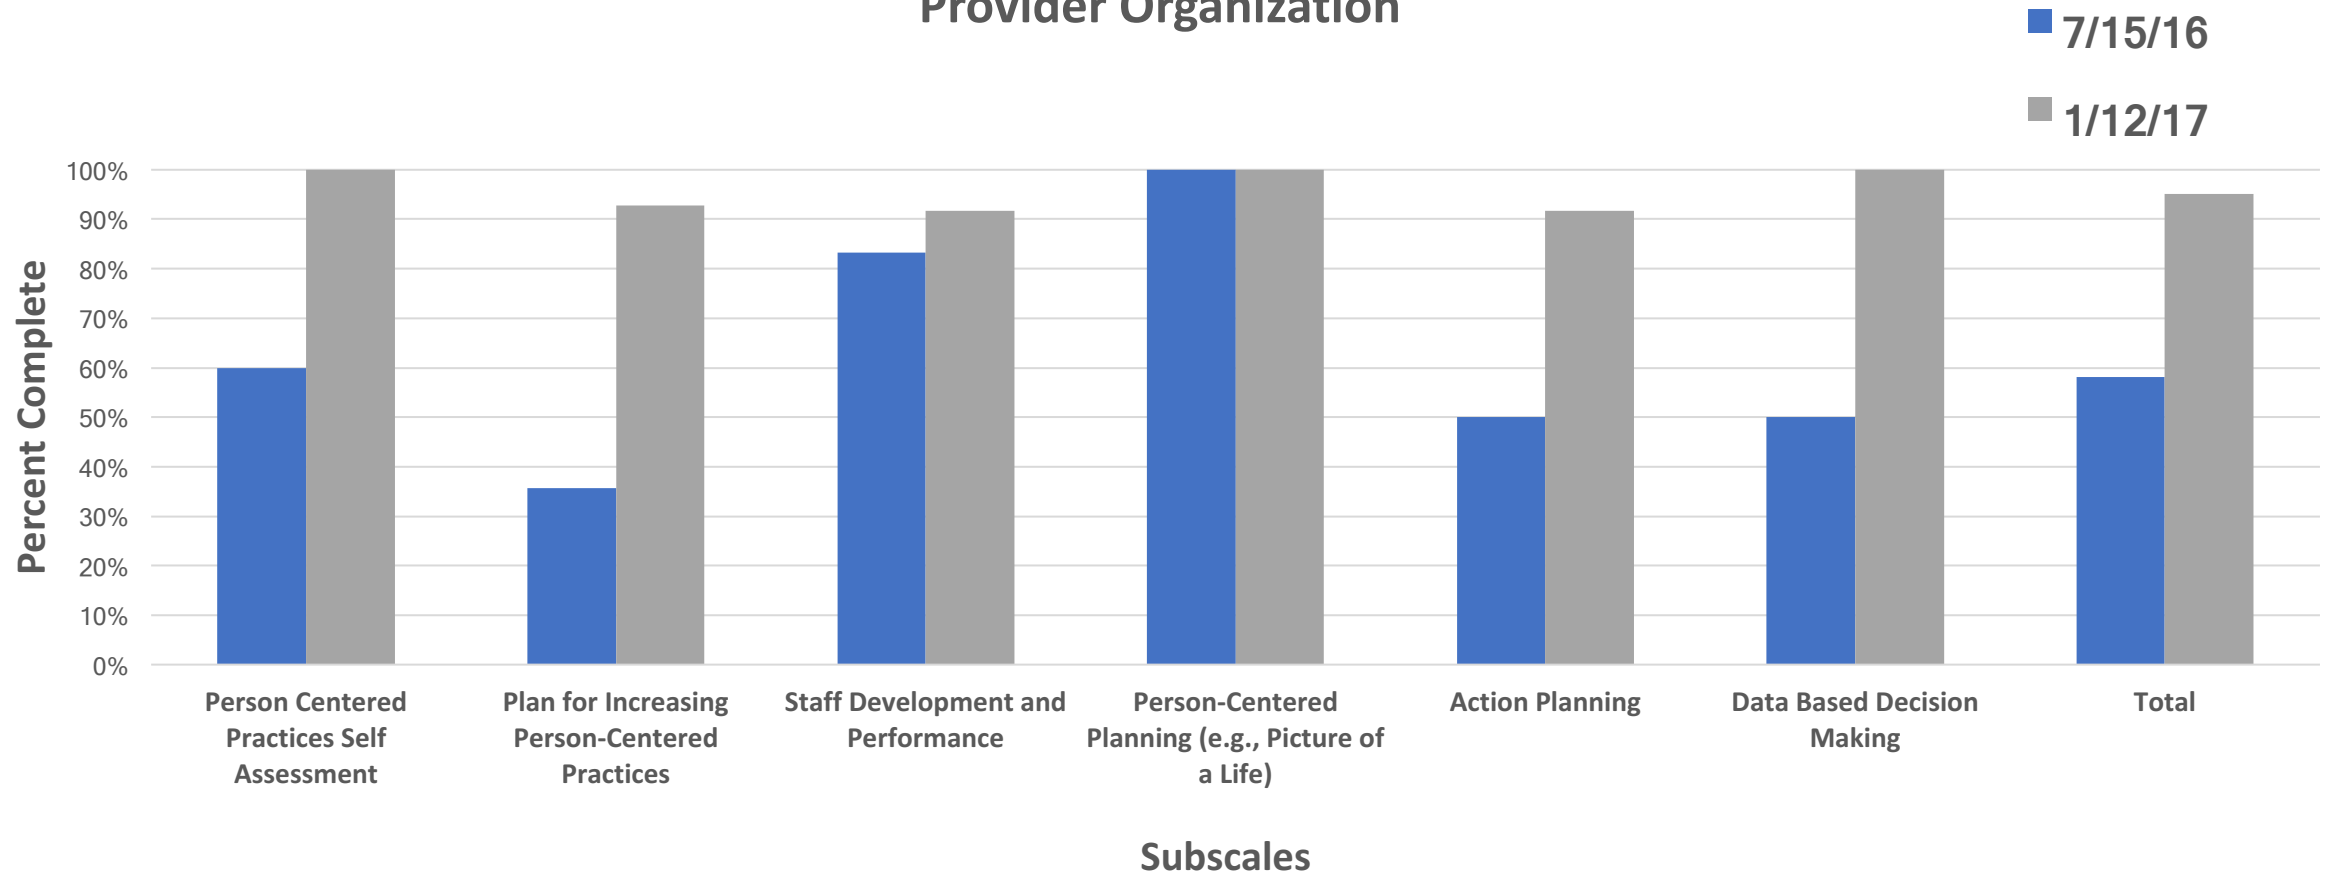 Provider Organization
7/15/16
1/12/17
100%
90%
80%
70%
60%
50%
40%
30%
20%
10%
0%
Percent Complete
Person Centered
Practices Self
Assessment
Plan for Increasing
Person-Centered
Practices
Staff Development and
Performance
Person-Centered
Planning (e.g., Picture of
a Life)
Action Planning
Data Based Decision
Making
Total
Subscales